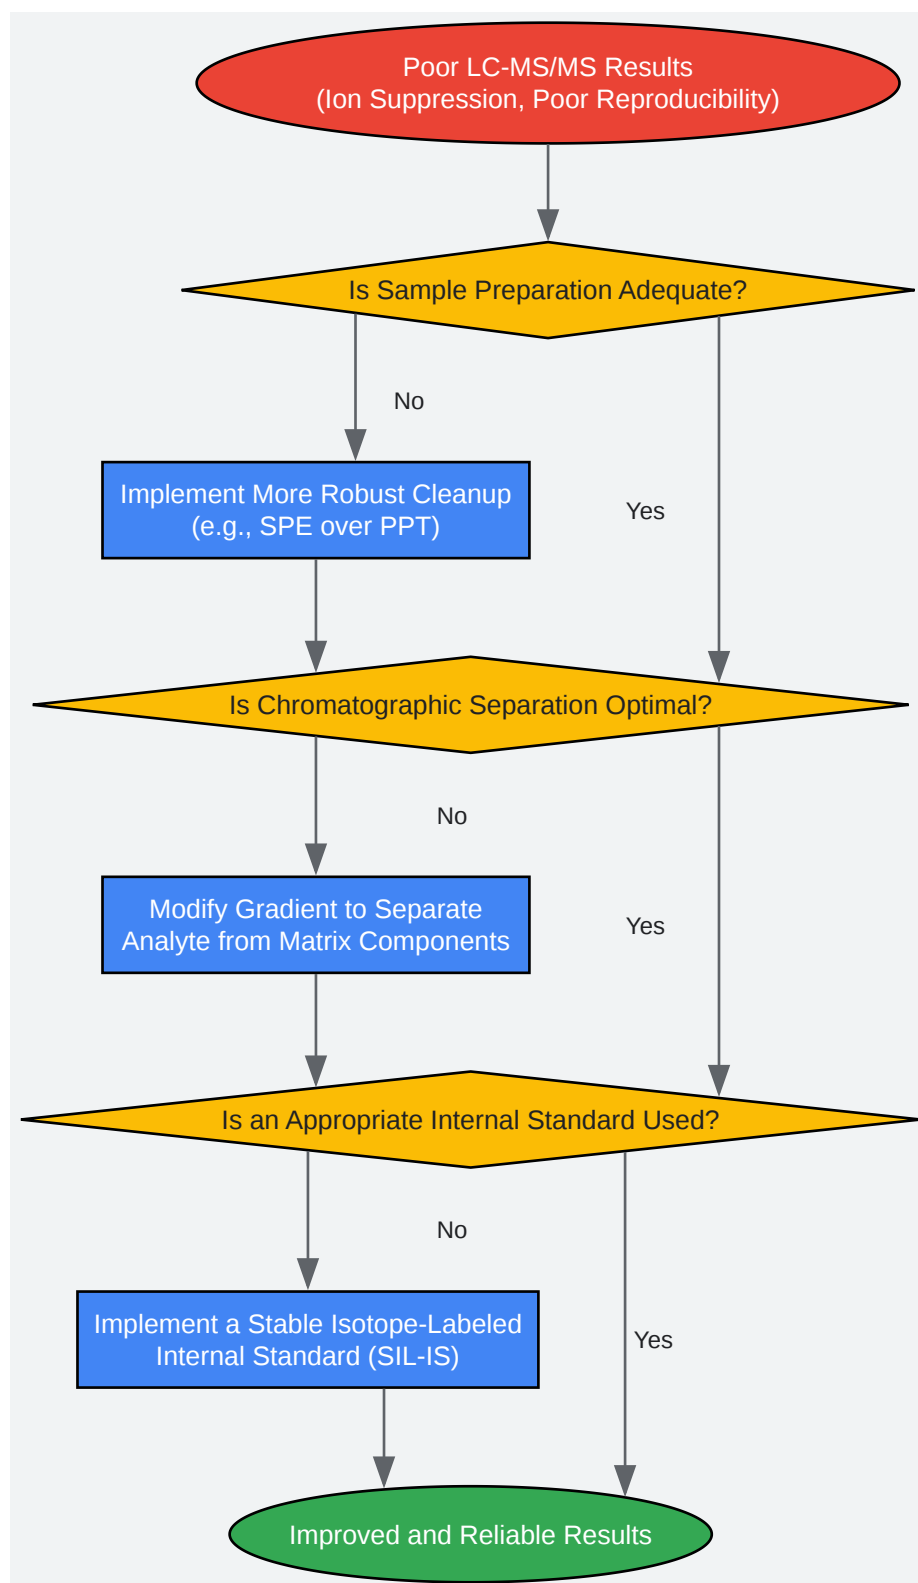 Poor LC-MS/MS Results
(Ion Suppression, Poor Reproducibility)
Is Sample Preparation Adequate?
No
Implement More Robust Cleanup
(e.g., SPE over PPT)
Yes
Is Chromatographic Separation Optimal?
No
Modify Gradient to Separate
Analyte from Matrix Components
Yes
Is an Appropriate Internal Standard Used?
No
Implement a Stable Isotope-Labeled
Internal Standard (SIL-IS)
Yes
Improved and Reliable Results